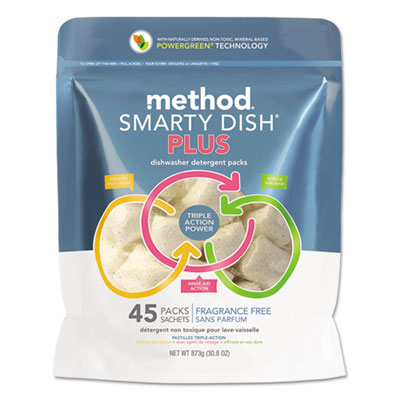 WITH NATURALLY DERIVED, NON-TOXIC, MINERAL-BASED
POWERGREEN® TECHNOLOGY
method®
SMARTY DISH®
PLUS
dishwasher detergent packs
TRIPLE
ACTION
POWER
RINSE AID
ACTION
45 PACKS
SACHETS
FRAGRANCE FREE
SANS PARFUM
détergent non toxique pour lave-vaisselle
PASTILLES TRIPLE-ACTION
NET WT 873g (30.8 OZ)